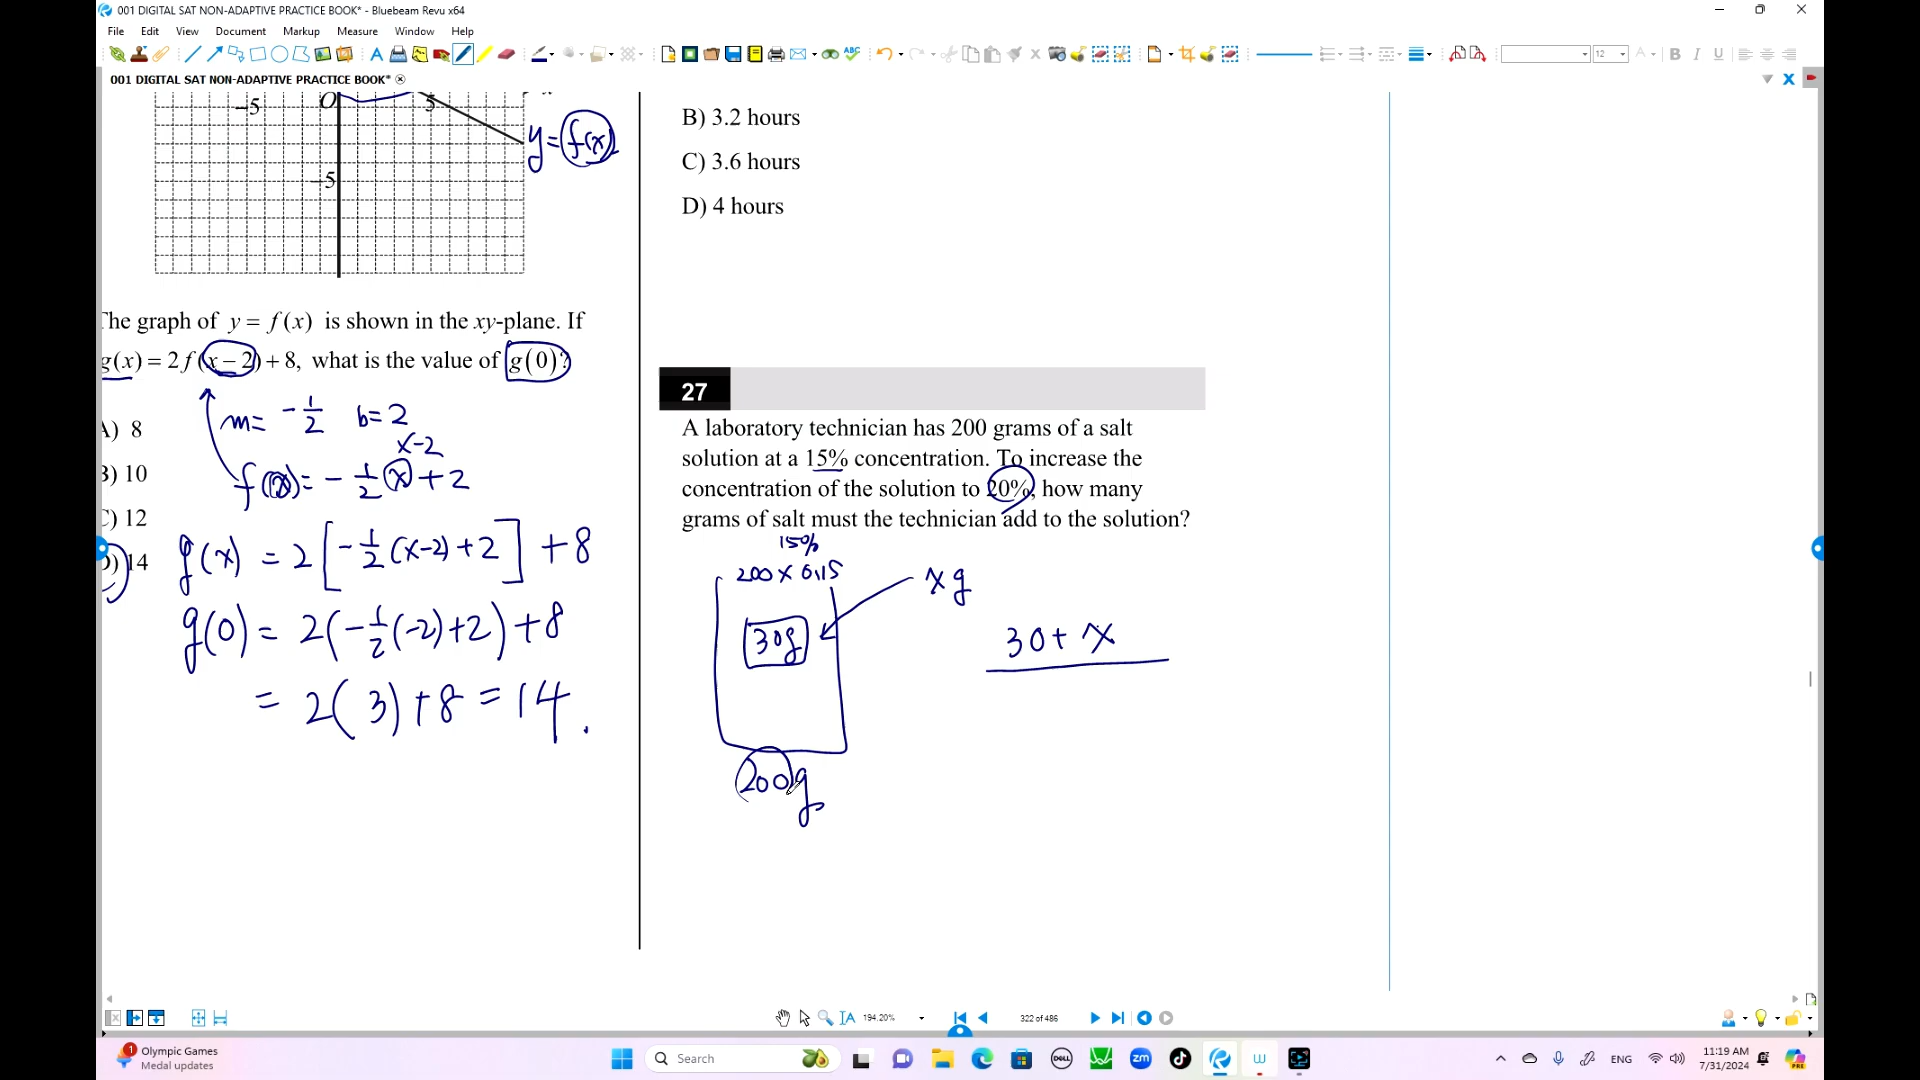 001 DIGITAL SAT NON-ADAPTIVE PRACTICE BOOK* - Bluebeam Revu x64
File Edit View Document Markup Measure Window Help
12
001 DIGITAL SAT NON-ADAPTIVE PRACTICE BOOK*
-5 O 5
y = f(x)
-5
The graph of y = f(x) is shown in the xy-plane. If
g(x) = 2f(x − 2) + 8, what is the value of g(0)?
m = -1/2 b = 2
A) 8
x-2
B) 10
f(x) = -1/2 x + 2
C) 12
D) 14
g(x) = 2[-1/2(x-2)+2] + 8
g(0) = 2(-1/2(-2)+2)+8
= 2(3)+8 = 14.
B) 3.2 hours
C) 3.6 hours
D) 4 hours
27
A laboratory technician has 200 grams of a salt
solution at a 15% concentration. To increase the
concentration of the solution to 20%, how many
grams of salt must the technician add to the solution?
15%
200 x 0.15
x g
30g
30+ x
200g
194.20% 322 of 486
Olympic Games
Medal updates
Search
DELL
zm
W
ENG
11:19 AM
7/31/2024
PRE